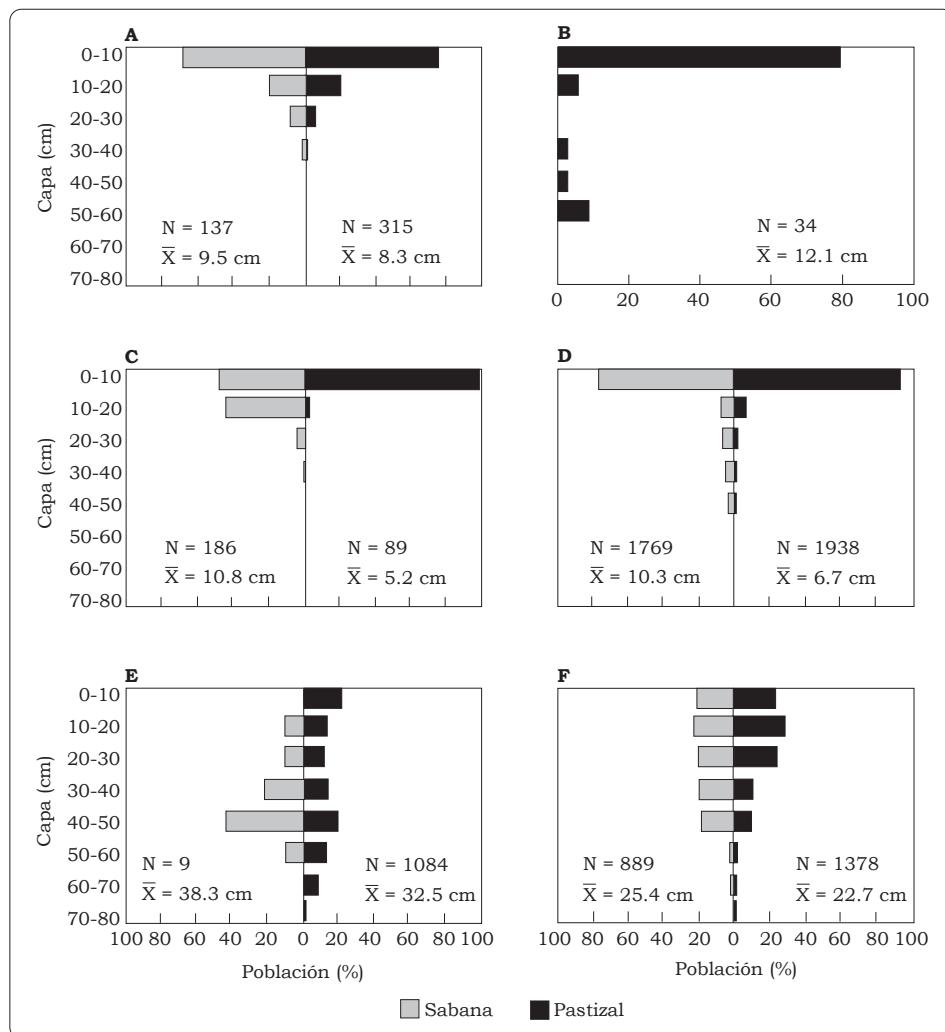 A
Capa (cm)
0-10
10-20
20-30
30-40
40-50
50-60
60-70
70-80
N = 137
X̅ = 9.5 cm
N = 315
X̅ = 8.3 cm
B
N = 34
X̅ = 12.1 cm
0 20 40 60 80 100
C
Capa (cm)
0-10
10-20
20-30
30-40
40-50
50-60
60-70
70-80
N = 186
X̅ = 10.8 cm
N = 89
X̅ = 5.2 cm
D
N = 1769
X̅ = 10.3 cm
N = 1938
X̅ = 6.7 cm
E
Capa (cm)
0-10
10-20
20-30
30-40
40-50
50-60
60-70
70-80
N = 9
X̅ = 38.3 cm
N = 1084
X̅ = 32.5 cm
100 80 60 40 20 0 20 40 60 80 100
Población (%)
F
N = 889
X̅ = 25.4 cm
N = 1378
X̅ = 22.7 cm
100 80 60 40 20 0 20 40 60 80 100
Población (%)
Sabana
Pastizal